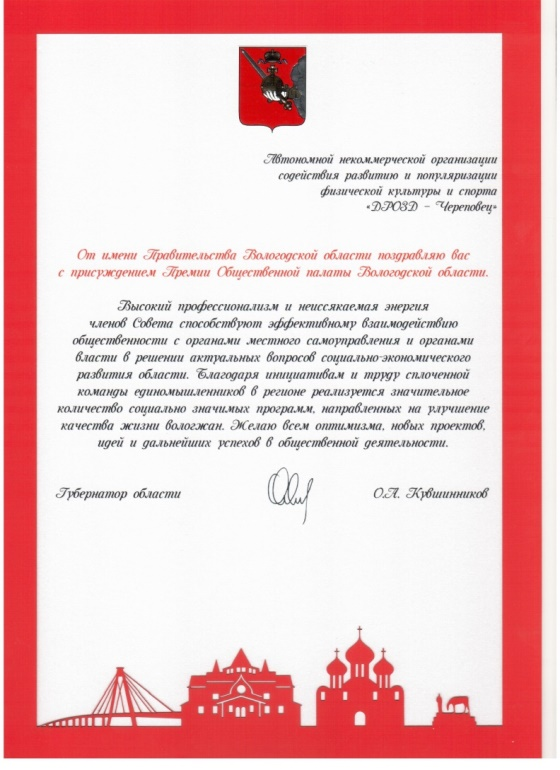 Автономной некоммерческой организации
содействия развитию и популяризации
физической культуры и спорта
«ДРОЗД – Череповец»
От имени Правительства Вологодской области поздравляю вас
с присуждением Премии Общественной палаты Вологодской области.
Высокий профессионализм и неиссякаемая энергия
членов Совета способствуют эффективному взаимодействию
общественности с органами местного самоуправления и органами
власти в решении актуальных вопросов социально-экономического
развития области. Благодаря инициативам и труду сплоченной
команды единомышленников в регионе реализуется значительное
количество социально значимых программ, направленных на улучшение
качества жизни вологжан. Желаю всем оптимизма, новых проектов,
идей и дальнейших успехов в общественной деятельности.
Губернатор области
О.А. Кувшинников